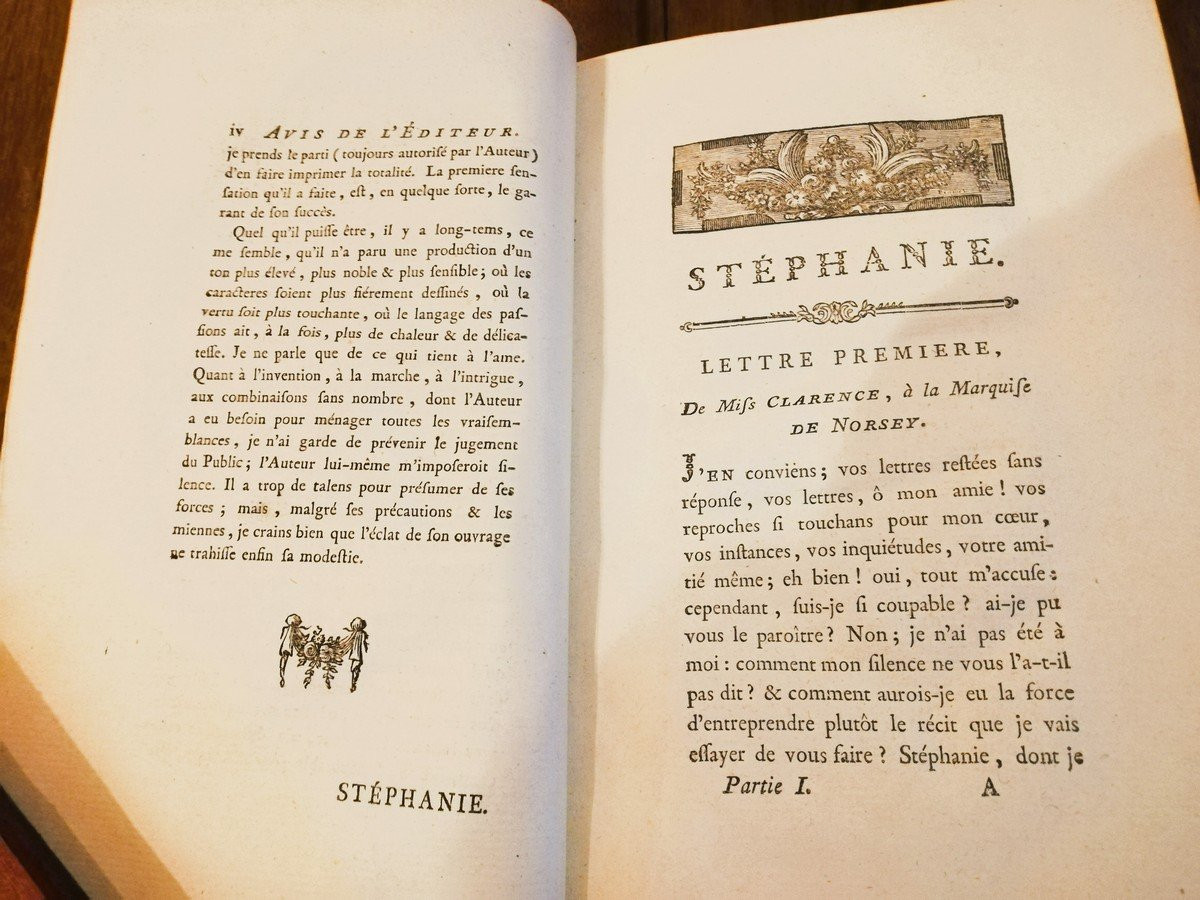 iv AVIS DE L'ÉDITEUR.
je prends le parti ( toujours autoriſé par l'Auteur )
d'en faire imprimer la totalité. La premiere ſen-
ſation qu'il a faite, eſt, en quelque ſorte, le ga-
rant de ſon ſuccès.
Quel qu'il puiſſe être, il y a long-tems, ce
me ſemble, qu'il n'a paru une production d'un
ton plus élevé, plus noble & plus ſenſible; où les
caracteres ſoient plus fiérement deſſinés, où la
vertu ſoit plus touchante, où le langage des paſ-
ſions ait, à la fois, plus de chaleur & de délica-
teſſe. Je ne parle que de ce qui tient à l'ame.
Quant à l'invention, à la marche, à l'intrigue,
aux combinaiſons ſans nombre, dont l'Auteur
a eu beſoin pour ménager toutes les vraiſem-
blances, je n'ai garde de prévenir le jugement
du Public; l'Auteur lui-même m'impoſeroit ſi-
lence. Il a trop de talens pour préſumer de ſes
forces ; mais, malgré ſes précautions & les
miennes, je crains bien que l'éclat de ſon ouvrage
ne trahiſſe enfin ſa modeſtie.
STÉPHANIE.
STÉPHANIE.
LETTRE PREMIERE,
De Miſs CLARENCE, à la Marquiſe
DE NORSEY.
J'EN conviens; vos lettres reſtées ſans
réponſe, vos lettres, ô mon amie! vos
reproches ſi touchans pour mon cœur,
vos inſtances, vos inquiétudes, votre ami-
tié même; eh bien! oui, tout m'accuſe:
cependant, ſuis-je ſi coupable? ai-je pu
vous le paroître? Non; je n'ai pas été à
moi: comment mon ſilence ne vous l'a-t-il
pas dit? & comment aurois-je eu la force
d'entreprendre plutôt le récit que je vais
eſſayer de vous faire? Stéphanie, dont je
Partie I. A